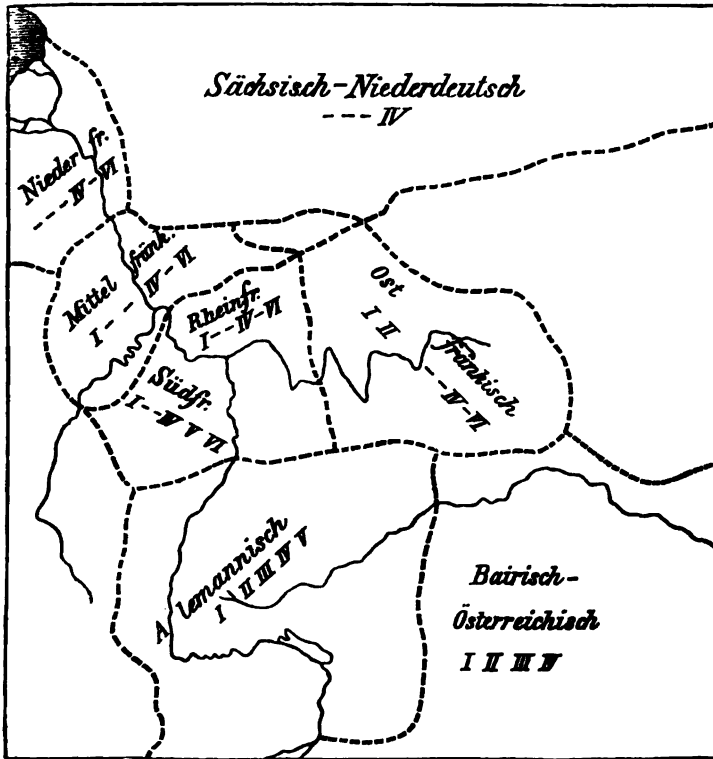 Sächsisch-Niederdeutsch
--- IV
Nieder fr.
--- IV-VI
Mittel fränk.
I-- IV-VI
Rheinfr.
I--IV-VI
Ost fränkisch
I II -- IV-VI
Südfr.
I--IV V VI
Alemannisch
I II III IV V
Bairisch-
Österreichisch
I II III IV